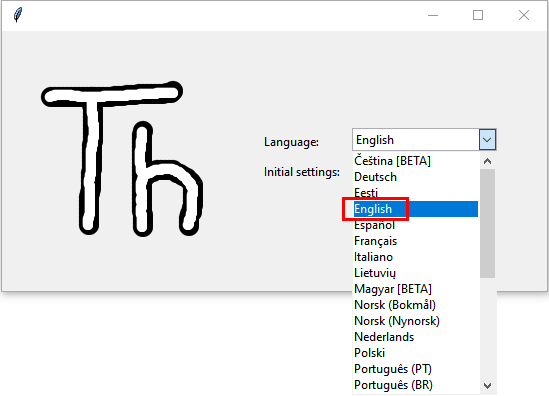 Th
Language:
English
Initial settings:
Čeština [BETA]
Deutsch
Eesti
English
Español
Français
Italiano
Lietuvių
Magyar [BETA]
Norsk (Bokmål)
Norsk (Nynorsk)
Nederlands
Polski
Português (PT)
Português (BR)